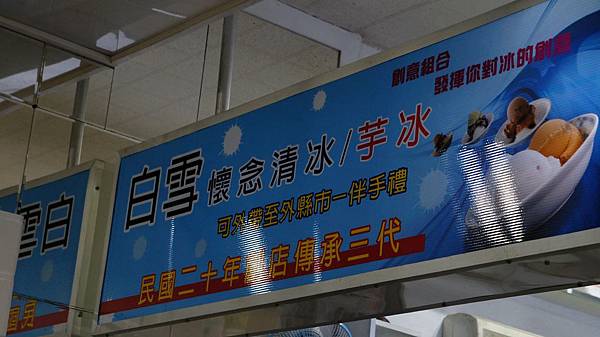 創意組合
發揮你對冰的創意
白雪 懷念清冰/芋冰
可外帶至外縣市一伴手禮
民國二十年 店傳承三代
雪白